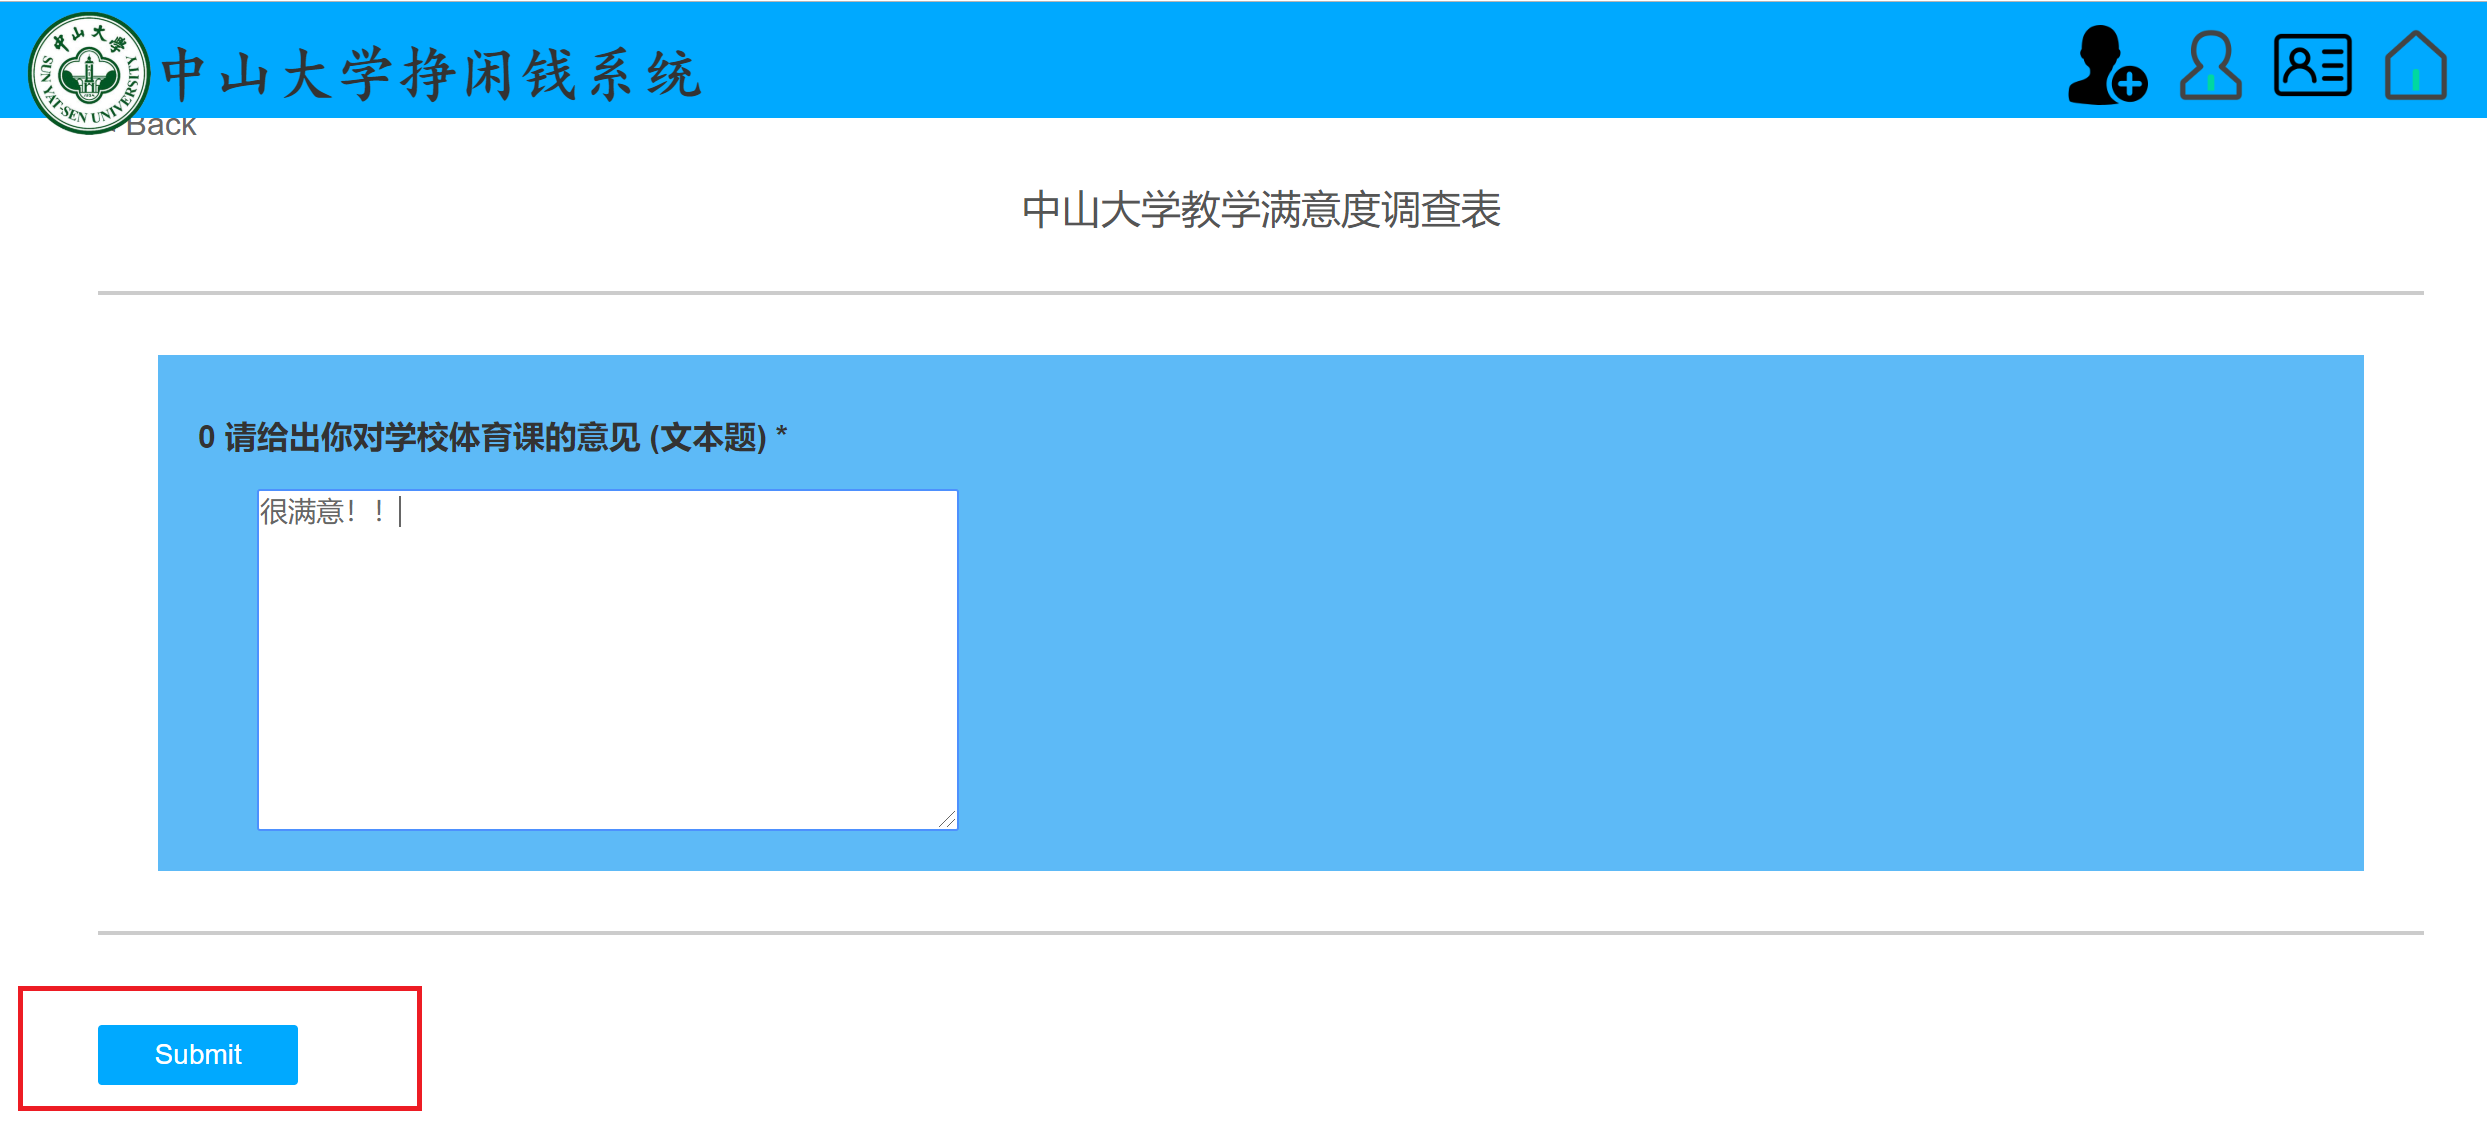 中山大学
SUN YAT-SEN UNIVERSITY
中山大学挣闲钱系统
Back
中山大学教学满意度调查表
0 请给出你对学校体育课的意见 (文本题) *
很满意！！
Submit